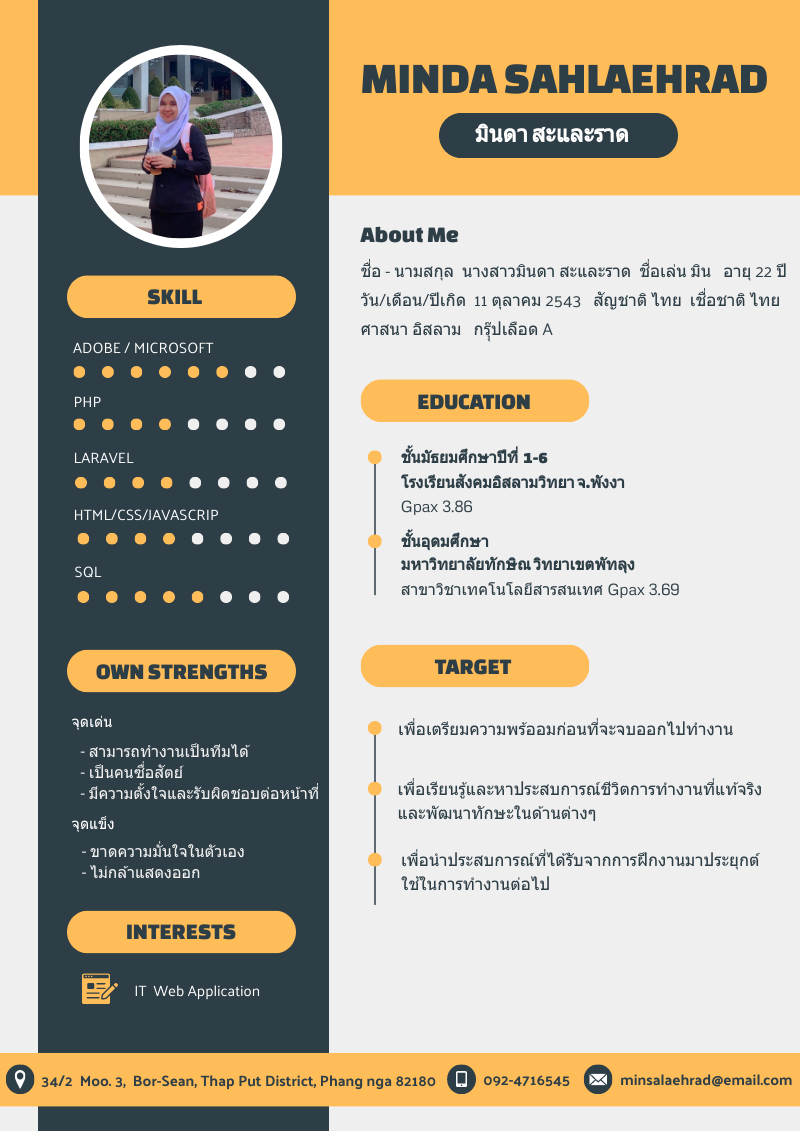 MINDA SAHLAEHRAD
มินดา สะและราด
SKILL
ADOBE / MICROSOFT
PHP
LARAVEL
HTML/CSS/JAVASCRIP
SQL
OWN STRENGTHS
จุดเด่น
- สามารถทำงานเป็นทีมได้
- เป็นคนซื่อสัตย์
- มีความตั้งใจและรับผิดชอบต่อหน้าที่
จุดแข็ง
- ขาดความมั่นใจในตัวเอง
- ไม่กล้าแสดงออก
INTERESTS
IT Web Application
About Me
ชื่อ - นามสกุล นางสาวมินดา สะและราด ชื่อเล่น มิน อายุ 22 ปี
วัน/เดือน/ปีเกิด 11 ตุลาคม 2543 สัญชาติ ไทย เชื่อชาติ ไทย
ศาสนา อิสลาม กรุ๊ปเลือด A
EDUCATION
ชั้นมัธยมศึกษาปีที่ 1-6
โรงเรียนสังคมอิสลามวิทยา จ.พังงา
Gpax 3.86
ชั้นอุดมศึกษา
มหาวิทยาลัยทักษิณ วิทยาเขตพัทลุง
สาขาวิชาเทคโนโลยีสารสนเทศ Gpax 3.69
TARGET
เพื่อเตรียมความพร้ออมก่อนที่จะจบออกไปทำงาน
เพื่อเรียนรู้และหาประสบการณ์ชีวิตการทำงานที่แท้จริง
และพัฒนาทักษะในด้านต่างๆ
เพื่อนำประสบการณ์ที่ได้รับจากการฝึกงานมาประยุกต์
ใช้ในการทำงานต่อไป
34/2 Moo. 3, Bor-Sean, Thap Put District, Phang nga 82180 092-4716545 minsalaehrad@email.com